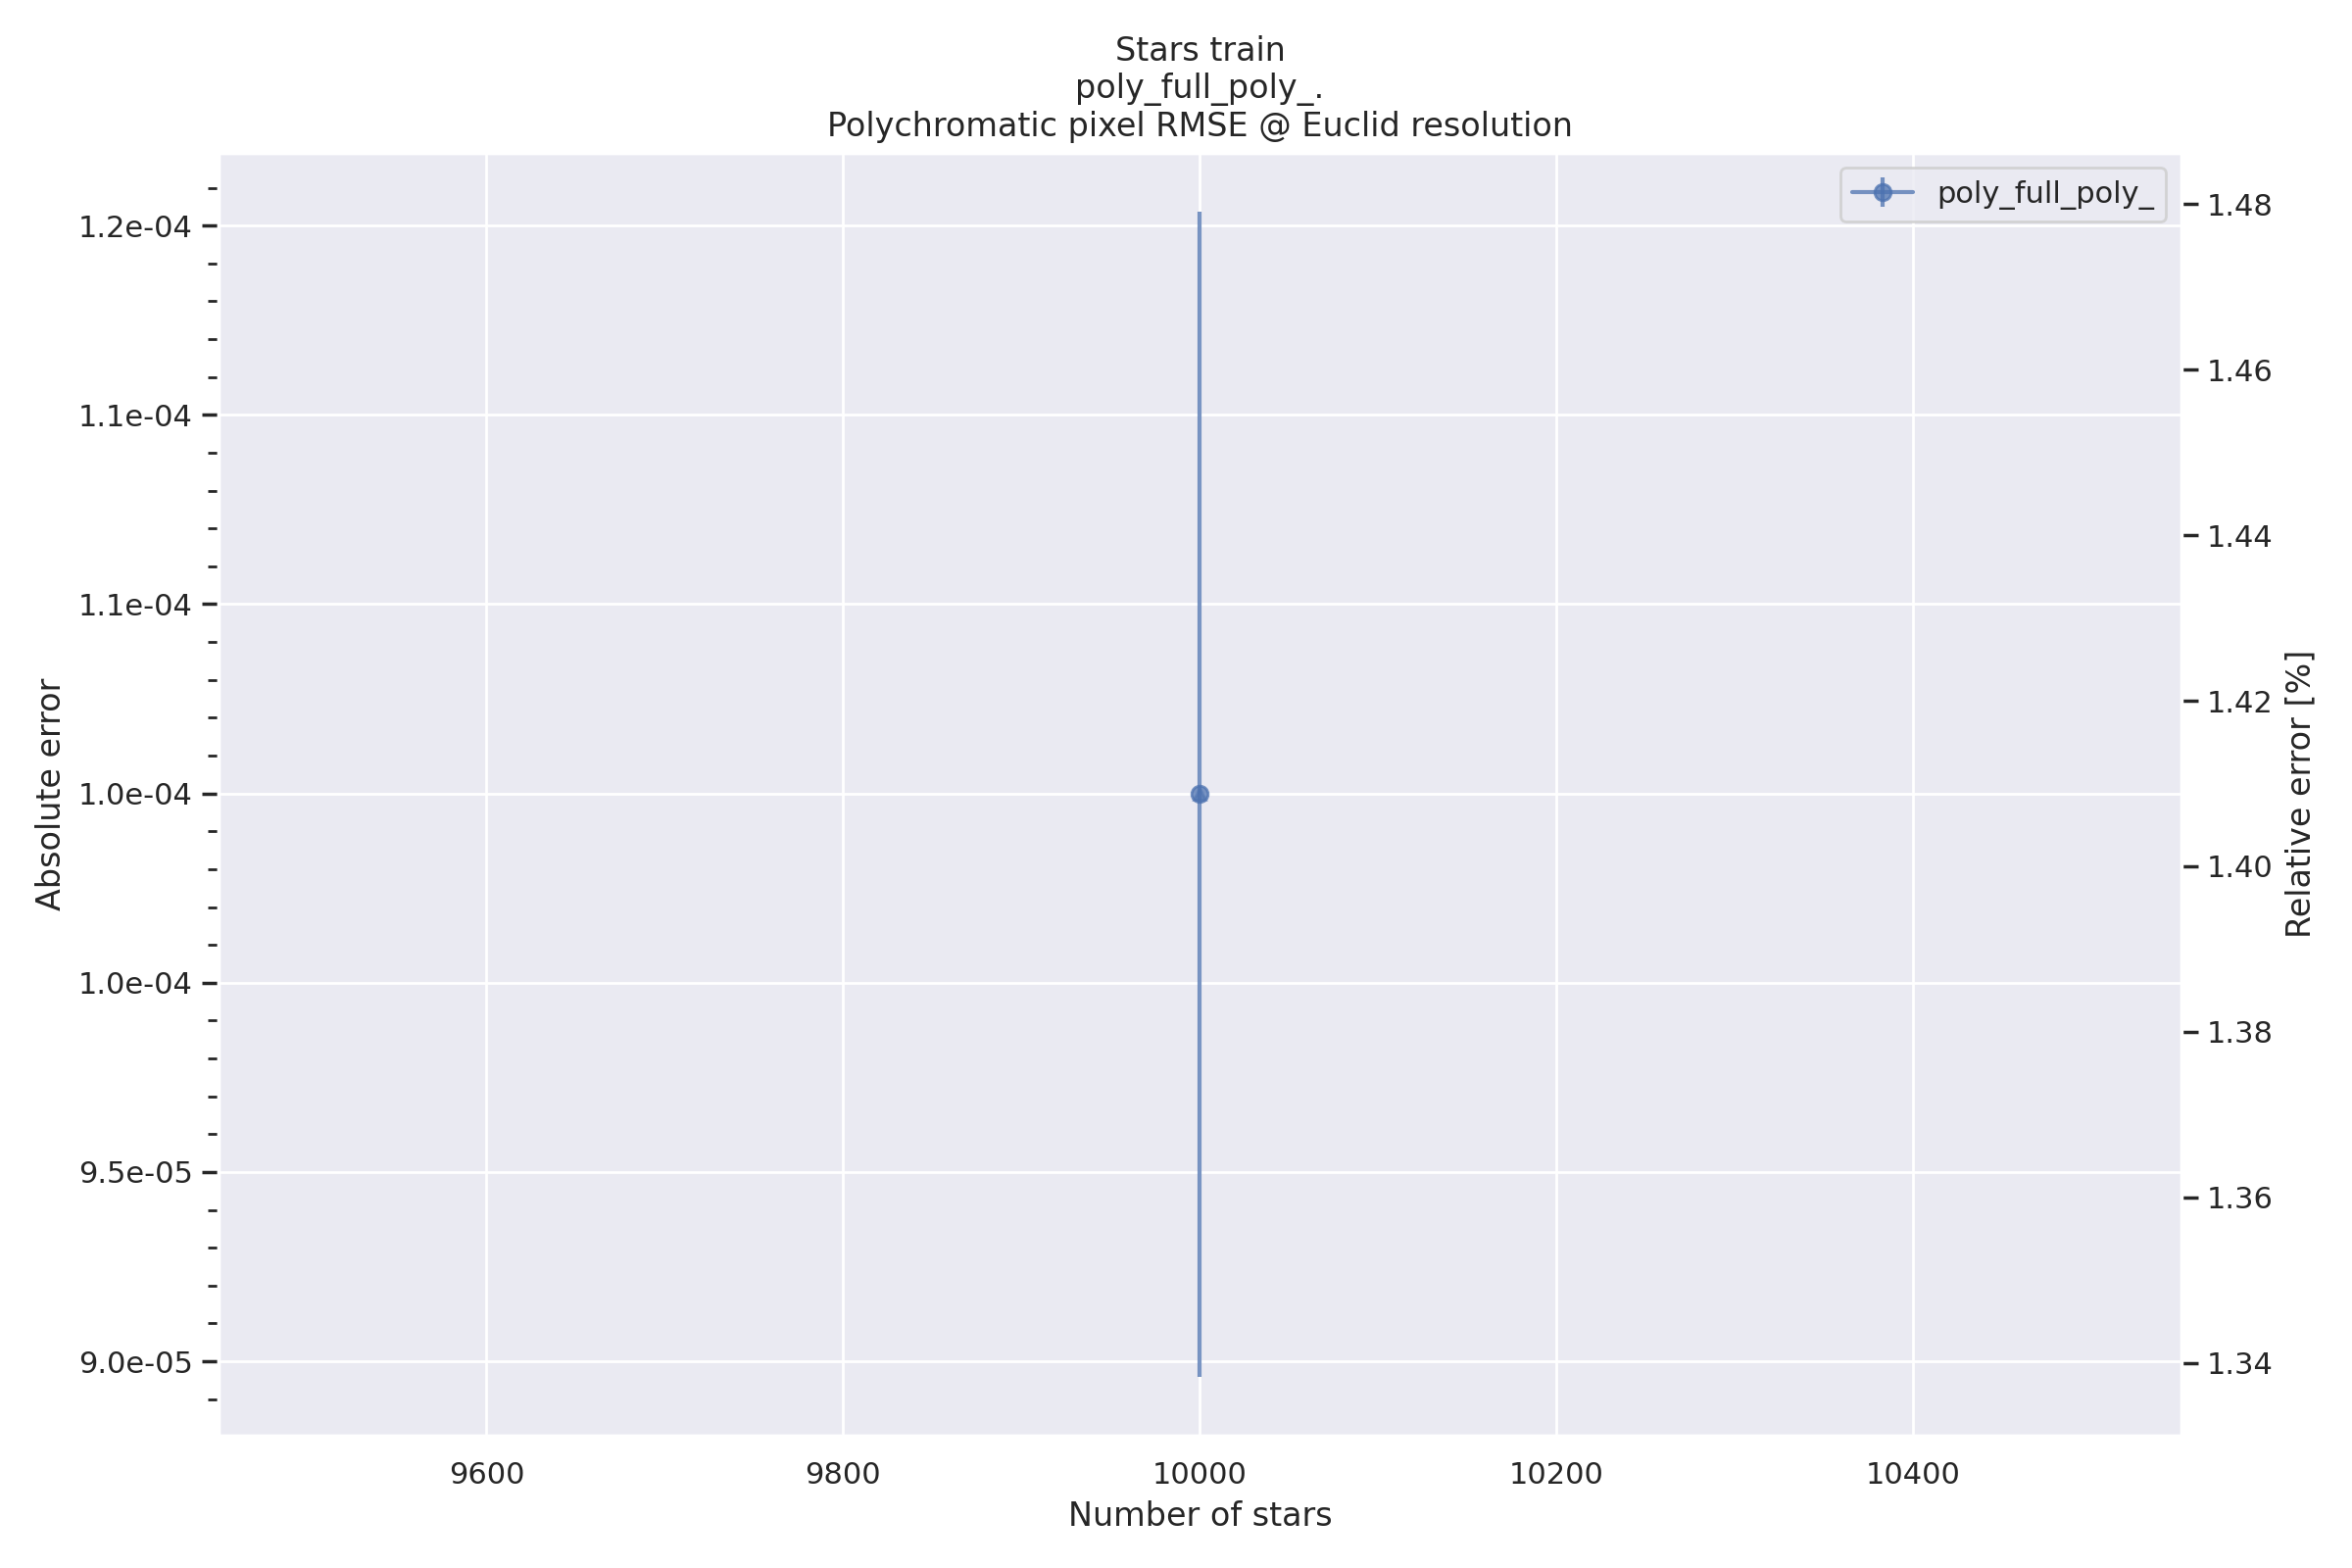 Stars train
poly_full_poly_.
Polychromatic pixel RMSE @ Euclid resolution
poly_full_poly_
Absolute error
1.2e-04
1.1e-04
1.1e-04
1.0e-04
1.0e-04
9.5e-05
9.0e-05
1.48
1.46
1.44
1.42
1.40
1.38
1.36
1.34
Relative error [%]
9600
9800
10000
10200
10400
Number of stars